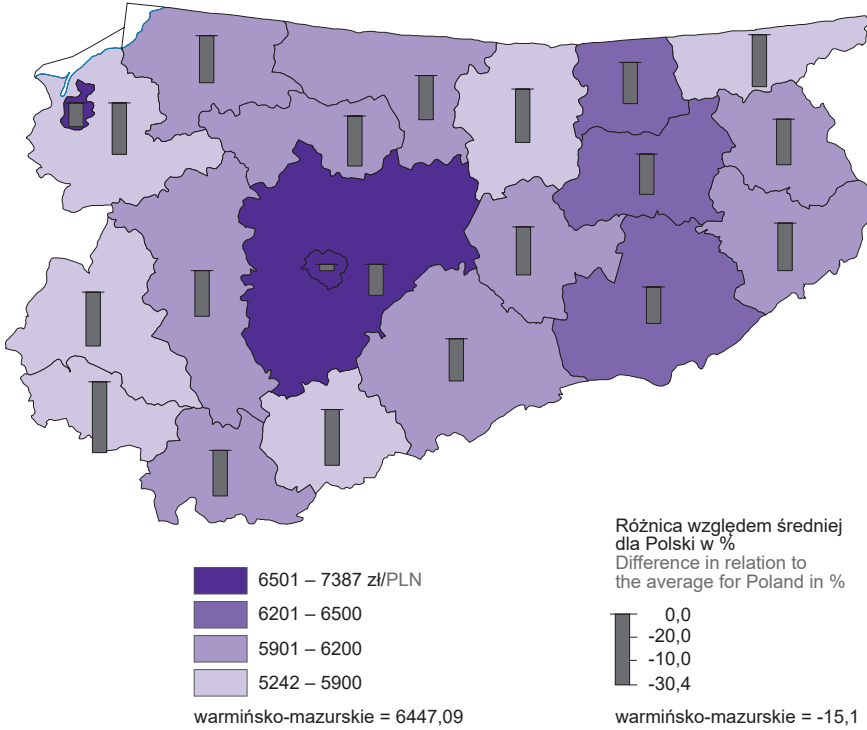 6501 – 7387 zł/PLN
6201 – 6500
5901 – 6200
5242 – 5900
warmińsko-mazurskie = 6447,09
Różnica względem średniej
dla Polski w %
Difference in relation to
the average for Poland in %
0,0
-20,0
-10,0
-30,4
warmińsko-mazurskie = -15,1